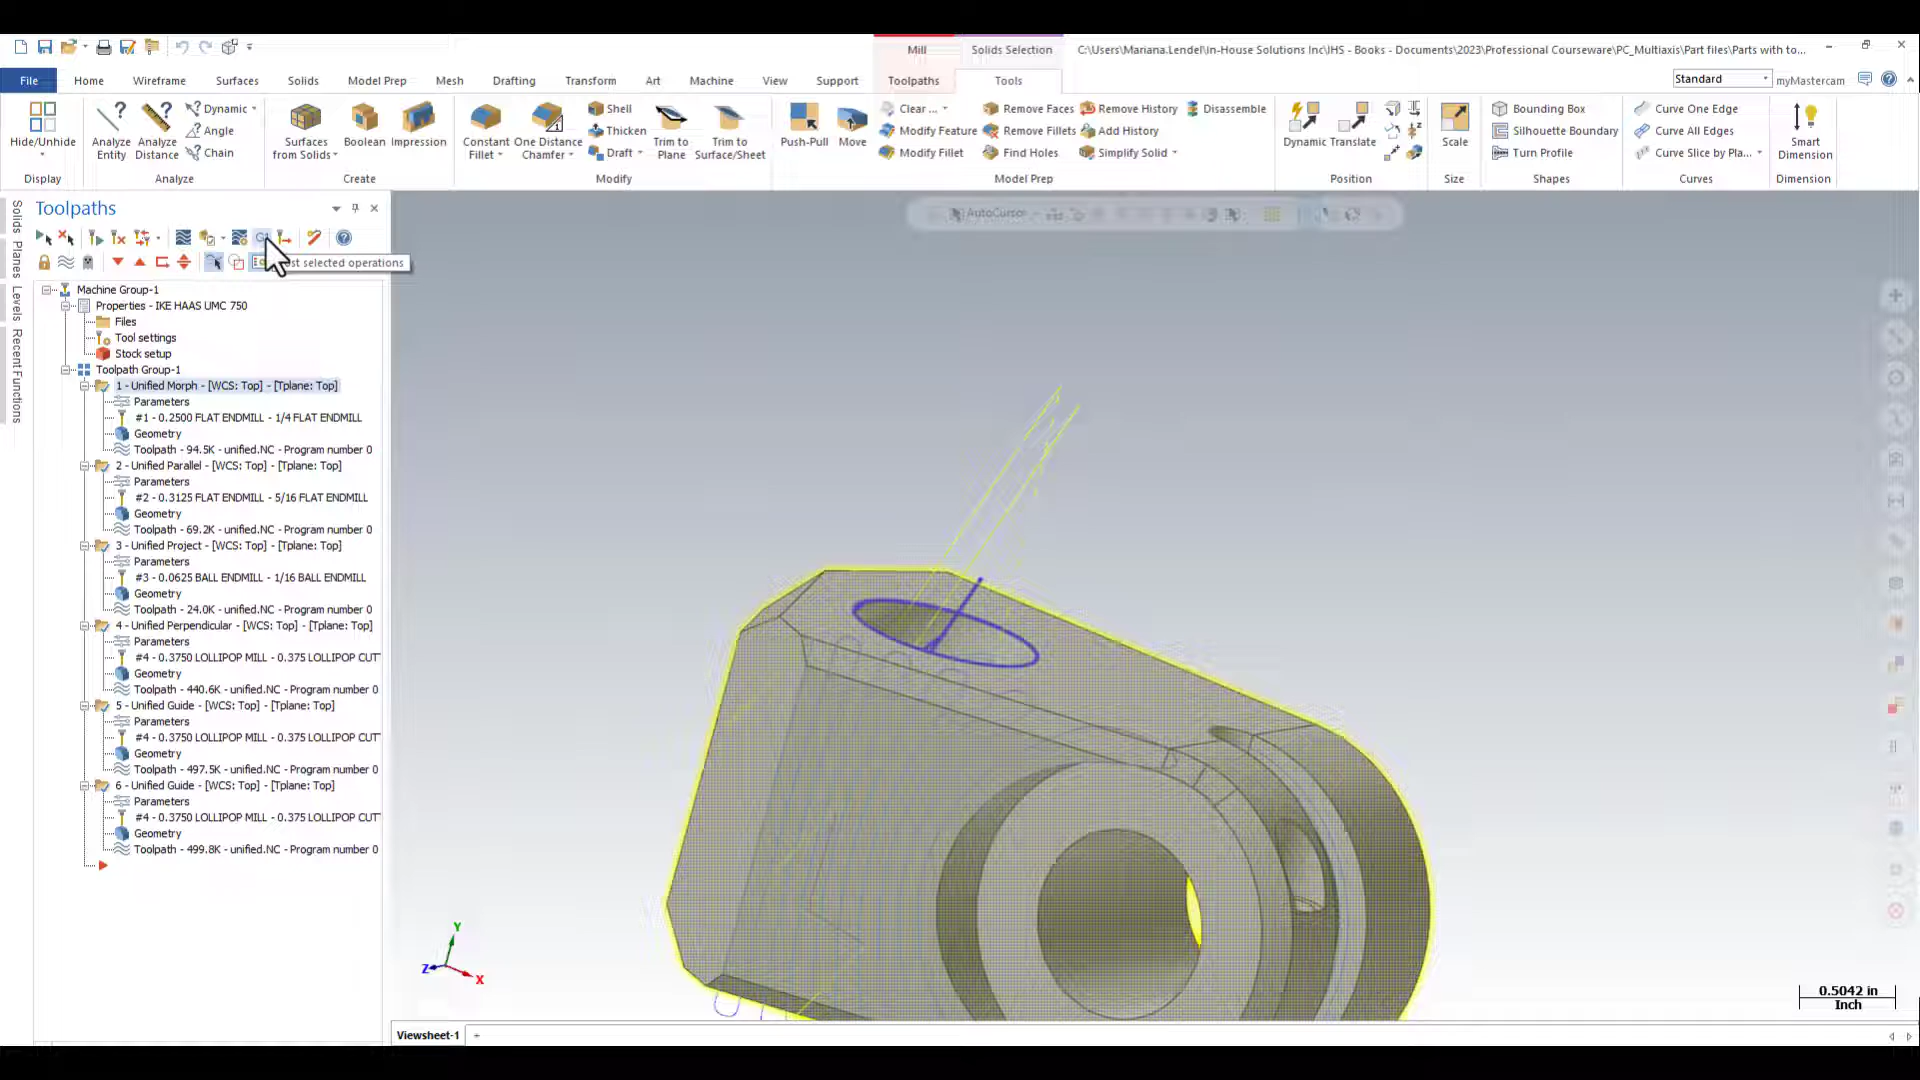 Mill
Solids Selection
C:\Users\Mariana.Lendel\In-House Solutions Inc\IHS - Books - Documents\2023\Professional Courseware\PC_Multiaxis\Part files\Parts with to...
File
Home
Wireframe
Surfaces
Solids
Model Prep
Mesh
Drafting
Transform
Art
Machine
View
Support
Toolpaths
Tools
Standard
myMastercam
Hide/Unhide
Display
Analyze
Entity
Analyze
Distance
Dynamic
Angle
Chain
Analyze
Surfaces
from Solids
Boolean
Impression
Create
Constant
Fillet
One Distance
Chamfer
Shell
Thicken
Draft
Trim to
Plane
Trim to
Surface/Sheet
Modify
Push-Pull
Move
Clear ...
Modify Feature
Modify Fillet
Remove Faces
Remove Fillets
Find Holes
Remove History
Add History
Simplify Solid
Disassemble
Model Prep
Dynamic
Translate
Position
Scale
Size
Bounding Box
Silhouette Boundary
Turn Profile
Shapes
Curve One Edge
Curve All Edges
Curve Slice by Pla...
Curves
Smart
Dimension
Dimension
Solids
Planes
Levels
Recent Functions
Toolpaths
G1
selected operations
AutoCursor
Machine Group-1
Properties - IKE HAAS UMC 750
Files
Tool settings
Stock setup
Toolpath Group-1
1 - Unified Morph - [WCS: Top] - [Tplane: Top]
Parameters
#1 - 0.2500 FLAT ENDMILL - 1/4 FLAT ENDMILL
Geometry
Toolpath - 94.5K - unified.NC - Program number 0
2 - Unified Parallel - [WCS: Top] - [Tplane: Top]
Parameters
#2 - 0.3125 FLAT ENDMILL - 5/16 FLAT ENDMILL
Geometry
Toolpath - 69.2K - unified.NC - Program number 0
3 - Unified Project - [WCS: Top] - [Tplane: Top]
Parameters
#3 - 0.0625 BALL ENDMILL - 1/16 BALL ENDMILL
Geometry
Toolpath - 24.0K - unified.NC - Program number 0
4 - Unified Perpendicular - [WCS: Top] - [Tplane: Top]
Parameters
#4 - 0.3750 LOLLIPOP MILL - 0.375 LOLLIPOP CUT
Geometry
Toolpath - 440.6K - unified.NC - Program number 0
5 - Unified Guide - [WCS: Top] - [Tplane: Top]
Parameters
#4 - 0.3750 LOLLIPOP MILL - 0.375 LOLLIPOP CUT
Geometry
Toolpath - 497.5K - unified.NC - Program number 0
6 - Unified Guide - [WCS: Top] - [Tplane: Top]
Parameters
#4 - 0.3750 LOLLIPOP MILL - 0.375 LOLLIPOP CUT
Geometry
Toolpath - 499.8K - unified.NC - Program number 0
Y
Z
X
0.5042 in
Inch
Viewsheet-1
+